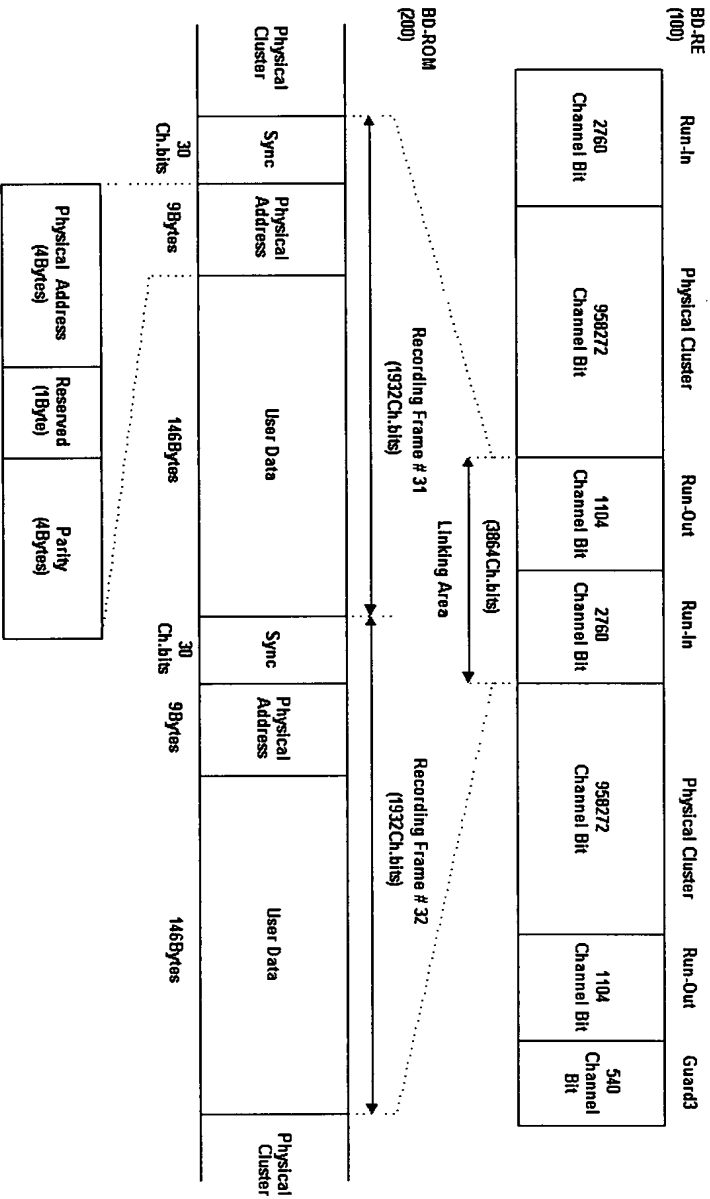 BD-RE
(100)
Run-In
Physical Cluster
Run-Out
Run-In
Physical Cluster
Run-Out
Guard3
2760
Channel Bit
958272
Channel Bit
1104
Channel Bit
2760
Channel Bit
958272
Channel Bit
1104
Channel Bit
540
Channel
Bit
(3864Ch.bits)
Linking Area
BD-ROM
(200)
Recording Frame # 31
(1932Ch.bits)
Recording Frame # 32
(1932Ch.bits)
Physical
Cluster
Sync
Physical
Address
User Data
Sync
Physical
Address
User Data
Physical
Cluster
30
Ch.bits
9Bytes
146Bytes
30
Ch.bits
9Bytes
146Bytes
Physical Address
(4Bytes)
Reserved
(1Byte)
Parity
(4Bytes)